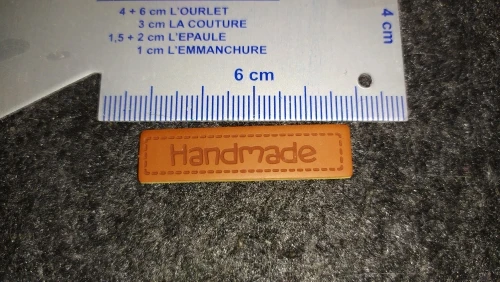 4 + 6 cm L'OURLET
3 cm LA COUTURE
1,5 + 2 cm L'EPAULE
1 cm L'EMMANCHURE
6 cm
4 cm
Handmade